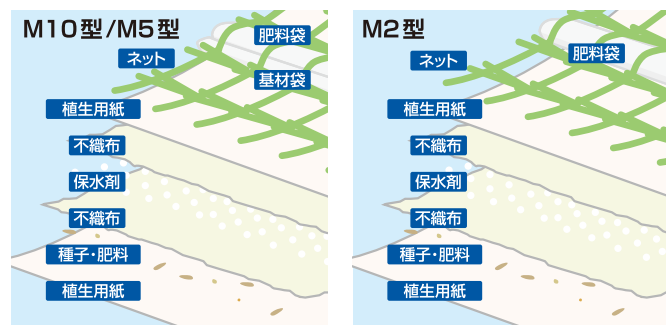 M10型/M5型
肥料袋
ネット
基材袋
植生用紙
不織布
保水剤
不織布
種子・肥料
植生用紙
M2型
肥料袋
ネット
植生用紙
不織布
保水剤
不織布
種子・肥料
植生用紙